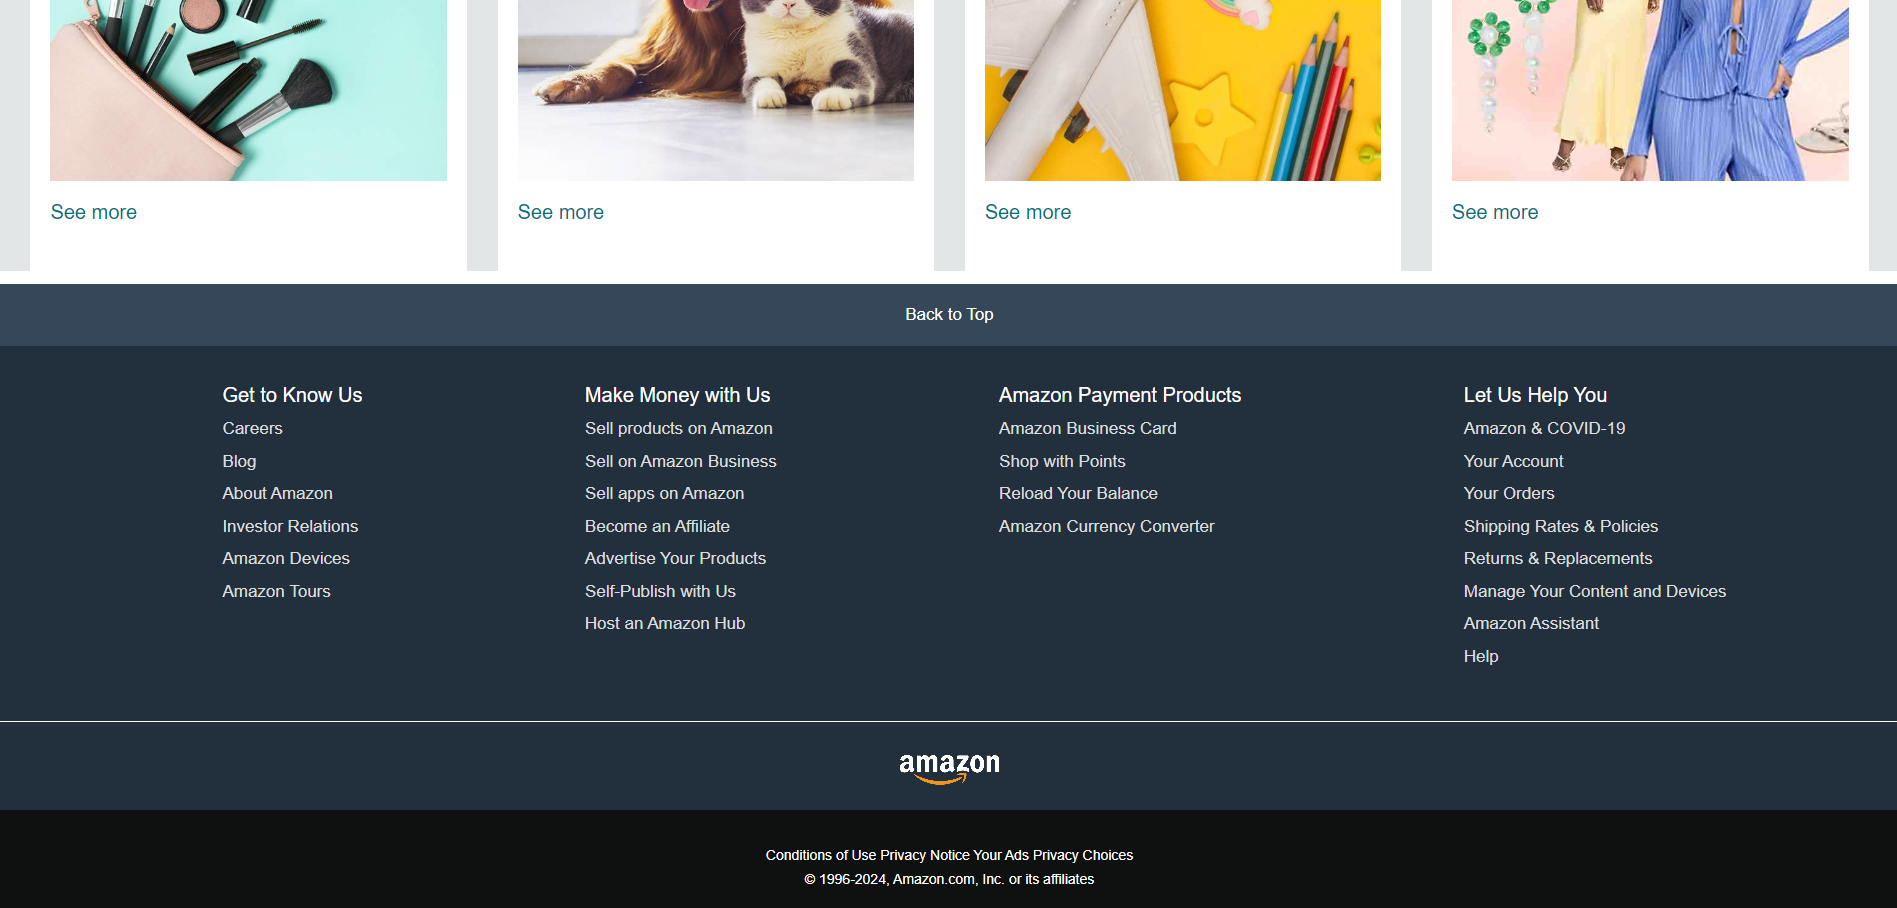 See more
See more
See more
See more
Back to Top
Get to Know Us
Careers
Blog
About Amazon
Investor Relations
Amazon Devices
Amazon Tours
Make Money with Us
Sell products on Amazon
Sell on Amazon Business
Sell apps on Amazon
Become an Affiliate
Advertise Your Products
Self-Publish with Us
Host an Amazon Hub
Amazon Payment Products
Amazon Business Card
Shop with Points
Reload Your Balance
Amazon Currency Converter
Let Us Help You
Amazon & COVID-19
Your Account
Your Orders
Shipping Rates & Policies
Returns & Replacements
Manage Your Content and Devices
Amazon Assistant
Help
amazon
Conditions of Use Privacy Notice Your Ads Privacy Choices
© 1996-2024, Amazon.com, Inc. or its affiliates